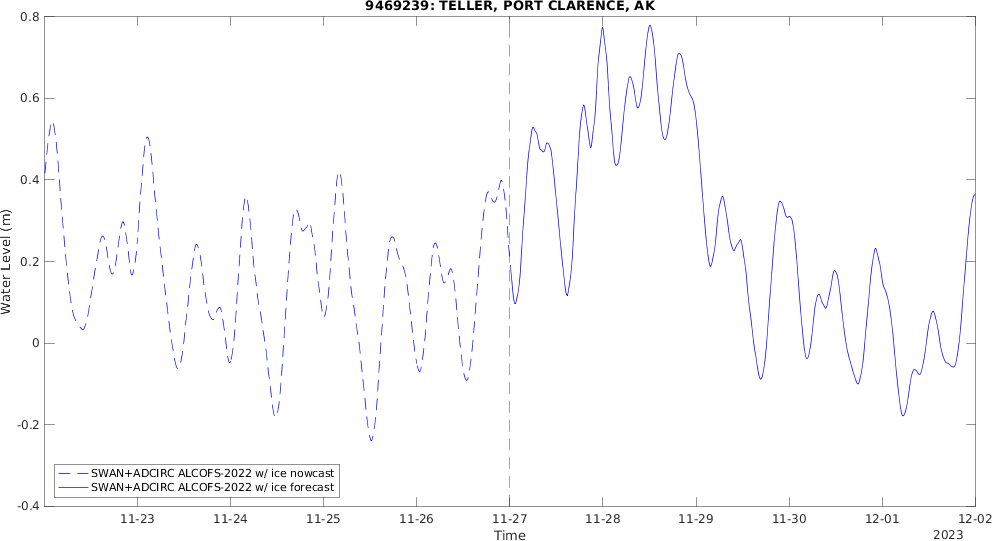 9469239: TELLER, PORT CLARENCE, AK
Water Level (m)
0.8
0.6
0.4
0.2
0
-0.2
-0.4
SWAN+ADCIRC ALCOFS-2022 w/ ice nowcast
SWAN+ADCIRC ALCOFS-2022 w/ ice forecast
11-23 11-24 11-25 11-26 11-27 11-28 11-29 11-30 12-01 12-02
Time
2023